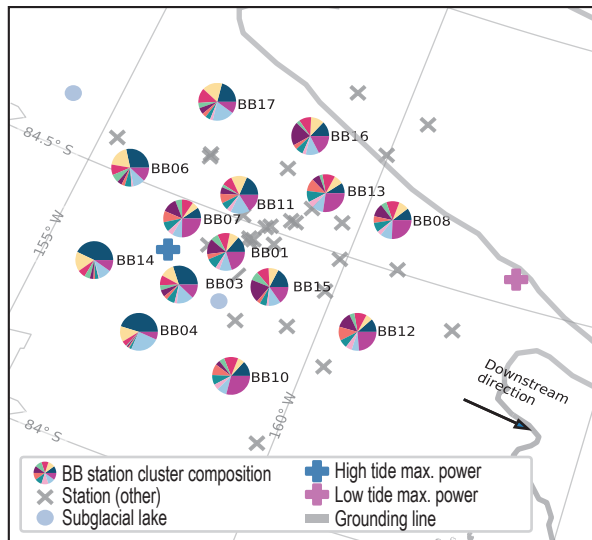 BB17
84.5° S
BB16
BB06
BB13
BB11
BB07
BB08
155° W
BB01
BB14
BB03
BB15
BB04
BB12
BB10
Downstream
direction
160° W
84° S
BB station cluster composition
Station (other)
Subglacial lake
High tide max. power
Low tide max. power
Grounding line